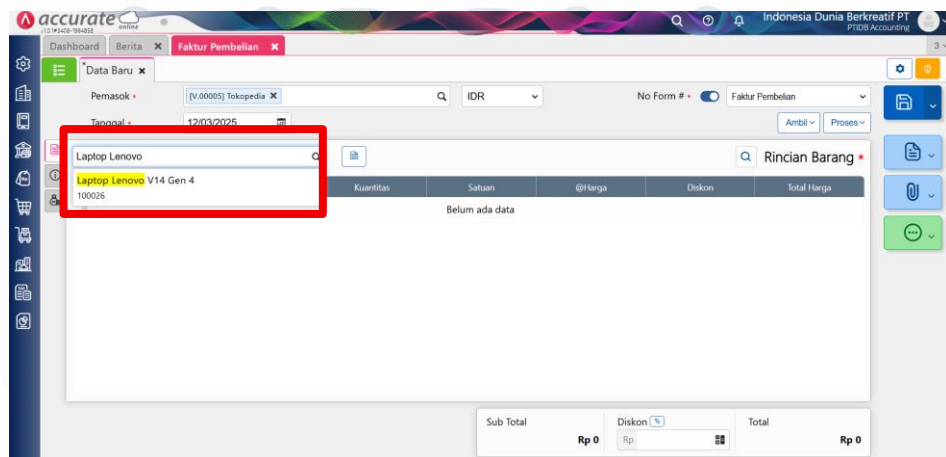 accurate online
Indonesia Dunia Berkreatif PT
PTIDB Accounting
Dashboard Berita Faktur Pembelian 3
Data Baru
Pemasok * [V.00005] Tokopedia IDR No Form # * Faktur Pembelian
Tanggal * 12/03/2025 Ambil Proses
Laptop Lenovo Rincian Barang *
Laptop Lenovo V14 Gen 4
100026
Kuantitas Satuan @Harga Diskon Total Harga
Belum ada data
Sub Total Diskon % Total
Rp 0 Rp Rp 0